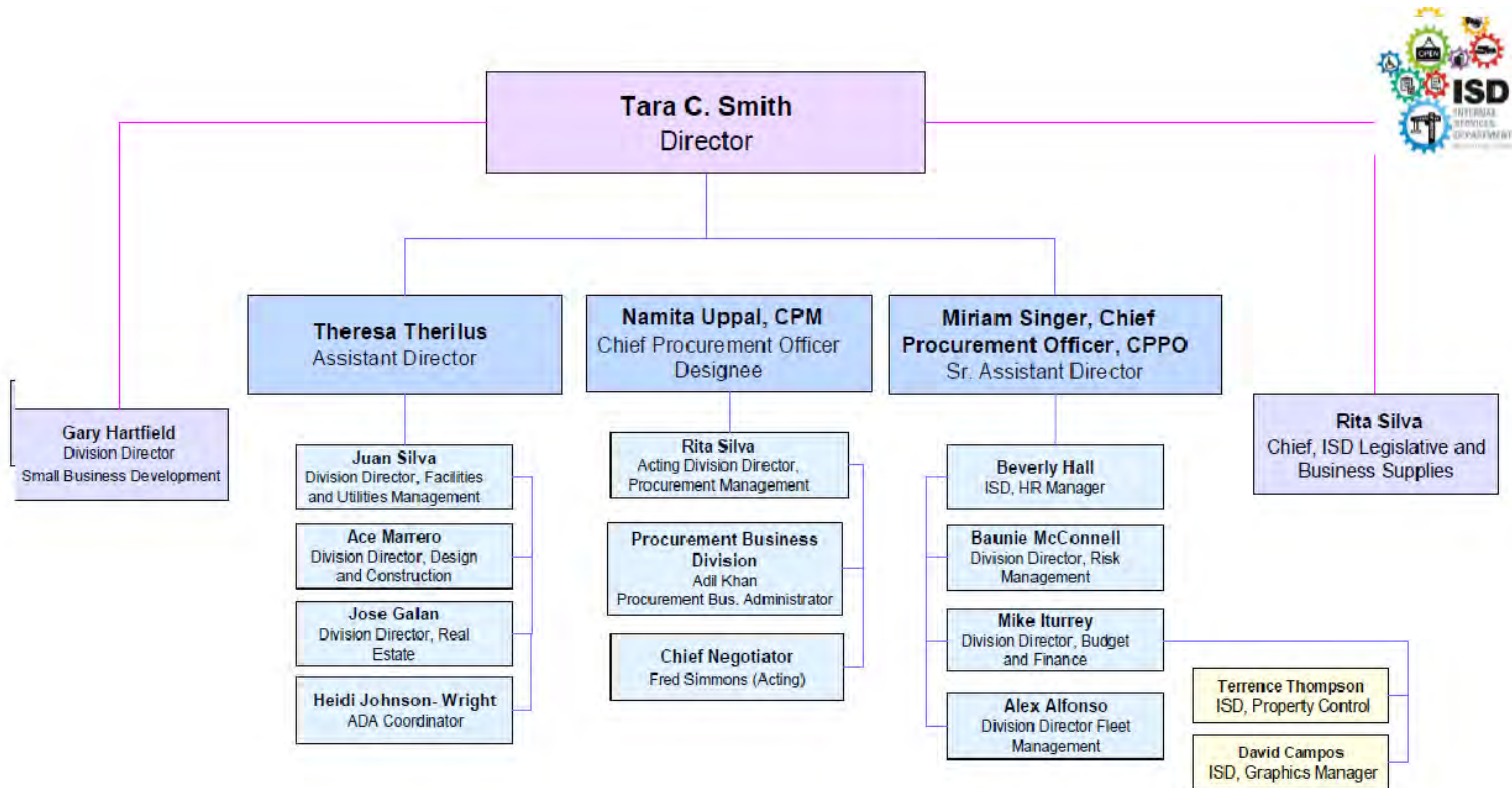 OPEN
ISD
INTERNAL
SERVICES
DEPARTMENT
Tara C. Smith
Director
Theresa Therilus
Assistant Director
Namita Uppal, CPM
Chief Procurement Officer
Designee
Miriam Singer, Chief
Procurement Officer, CPPO
Sr. Assistant Director
Gary Hartfield
Division Director
Small Business Development
Rita Silva
Chief, ISD Legislative and
Business Supplies
Juan Silva
Division Director, Facilities
and Utilities Management
Ace Marrero
Division Director, Design
and Construction
Jose Galan
Division Director, Real
Estate
Heidi Johnson- Wright
ADA Coordinator
Rita Silva
Acting Division Director,
Procurement Management
Procurement Business
Division
Adil Khan
Procurement Bus. Administrator
Chief Negotiator
Fred Simmons (Acting)
Beverly Hall
ISD, HR Manager
Baunie McConnell
Division Director, Risk
Management
Mike Iturrey
Division Director, Budget
and Finance
Alex Alfonso
Division Director Fleet
Management
Terrence Thompson
ISD, Property Control
David Campos
ISD, Graphics Manager